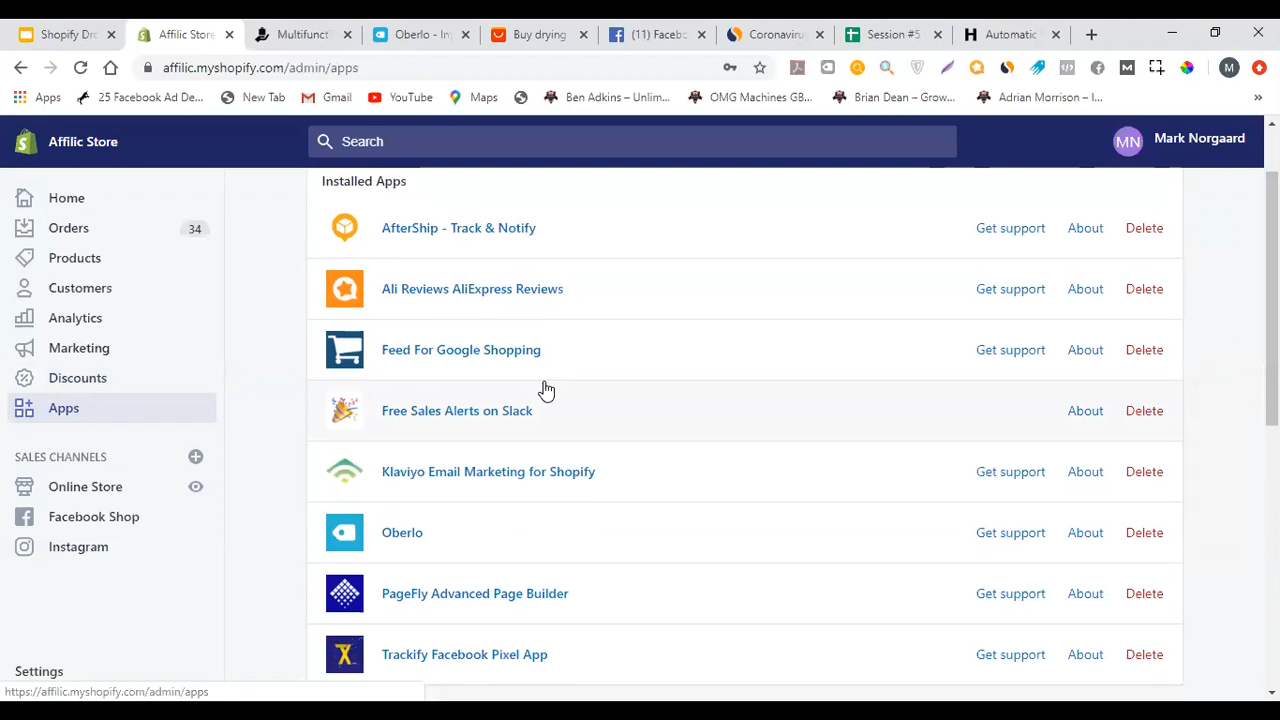 Shopify Dr
Affilic Store
Multifunct
Oberlo - In
Buy drying
(11) Facebo
Coronaviru
Session #5
Automatic
affilic.myshopify.com/admin/apps
M
Apps
25 Facebook Ad De...
New Tab
Gmail
YouTube
Maps
Ben Adkins – Unlim...
OMG Machines GB...
Brian Dean – Grow...
Adrian Morrison – I...
»
Affilic Store
Search
MN
Mark Norgaard
Home
Orders
34
Products
Customers
Analytics
Marketing
Discounts
Apps
SALES CHANNELS
Online Store
Facebook Shop
Instagram
Settings
Installed Apps
AfterShip - Track & Notify
Get support
About
Delete
Ali Reviews AliExpress Reviews
Get support
About
Delete
Feed For Google Shopping
Get support
About
Delete
Free Sales Alerts on Slack
About
Delete
Klaviyo Email Marketing for Shopify
Get support
About
Delete
Oberlo
Get support
About
Delete
PageFly Advanced Page Builder
Get support
About
Delete
Trackify Facebook Pixel App
Get support
About
Delete
https://affilic.myshopify.com/admin/apps